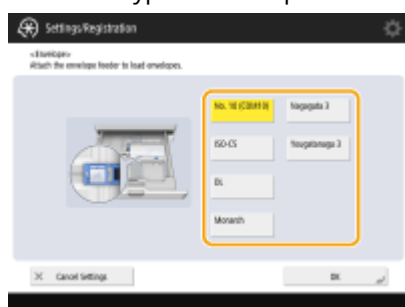 Settings/Registration
<Envelope>
Attach the envelope feeder to load envelopes.
No. 10 (COM10)
Nagagata 3
ISO-C5
Yougatanaga 3
DL
Monarch
Cancel Settings
OK